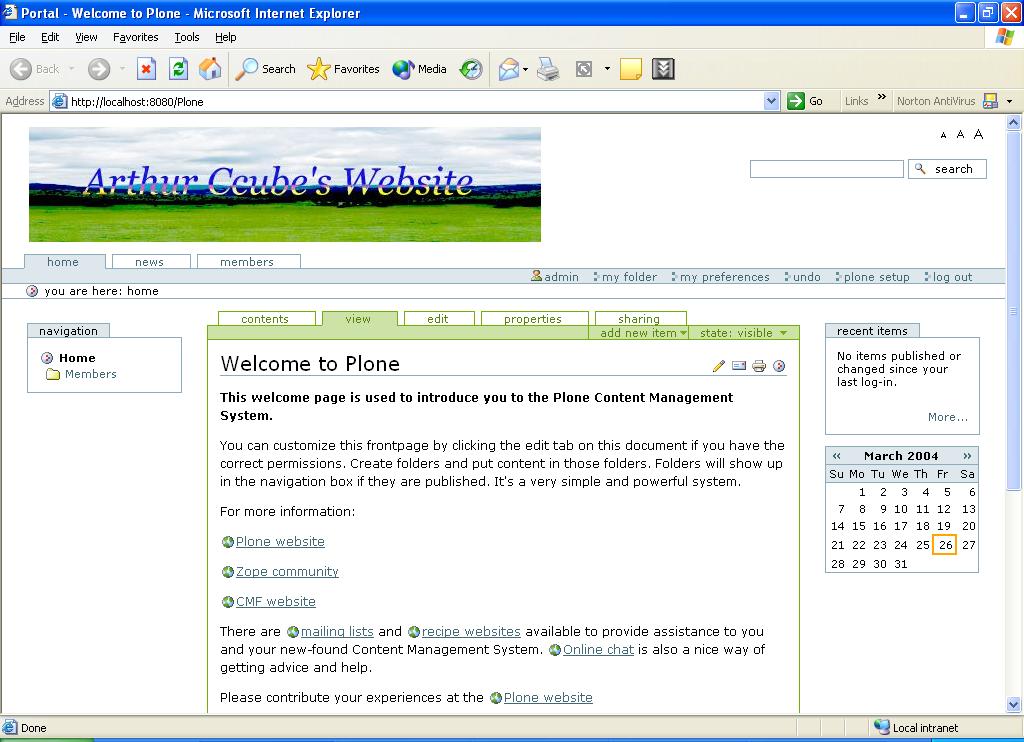 Portal - Welcome to Plone - Microsoft Internet Explorer
File Edit View Favorites Tools Help
Back Search Favorites Media
Address http://localhost:8080/Plone Go Links » Norton AntiVirus
A A A
Arthur Ccube's Website
search
home news members
admin my folder my preferences undo plone setup log out
you are here: home
navigation
Home
Members
contents view edit properties sharing
add new item state: visible
Welcome to Plone
This welcome page is used to introduce you to the Plone Content Management
System.
You can customize this frontpage by clicking the edit tab on this document if you have the
correct permissions. Create folders and put content in those folders. Folders will show up
in the navigation box if they are published. It's a very simple and powerful system.
For more information:
Plone website
Zope community
CMF website
There are mailing lists and recipe websites available to provide assistance to you
and your new-found Content Management System. Online chat is also a nice way of
getting advice and help.
Please contribute your experiences at the Plone website
recent items
No items published or
changed since your
last log-in.
More...
« March 2004 »
Su Mo Tu We Th Fr Sa
1 2 3 4 5 6
7 8 9 10 11 12 13
14 15 16 17 18 19 20
21 22 23 24 25 26 27
28 29 30 31
Done Local intranet